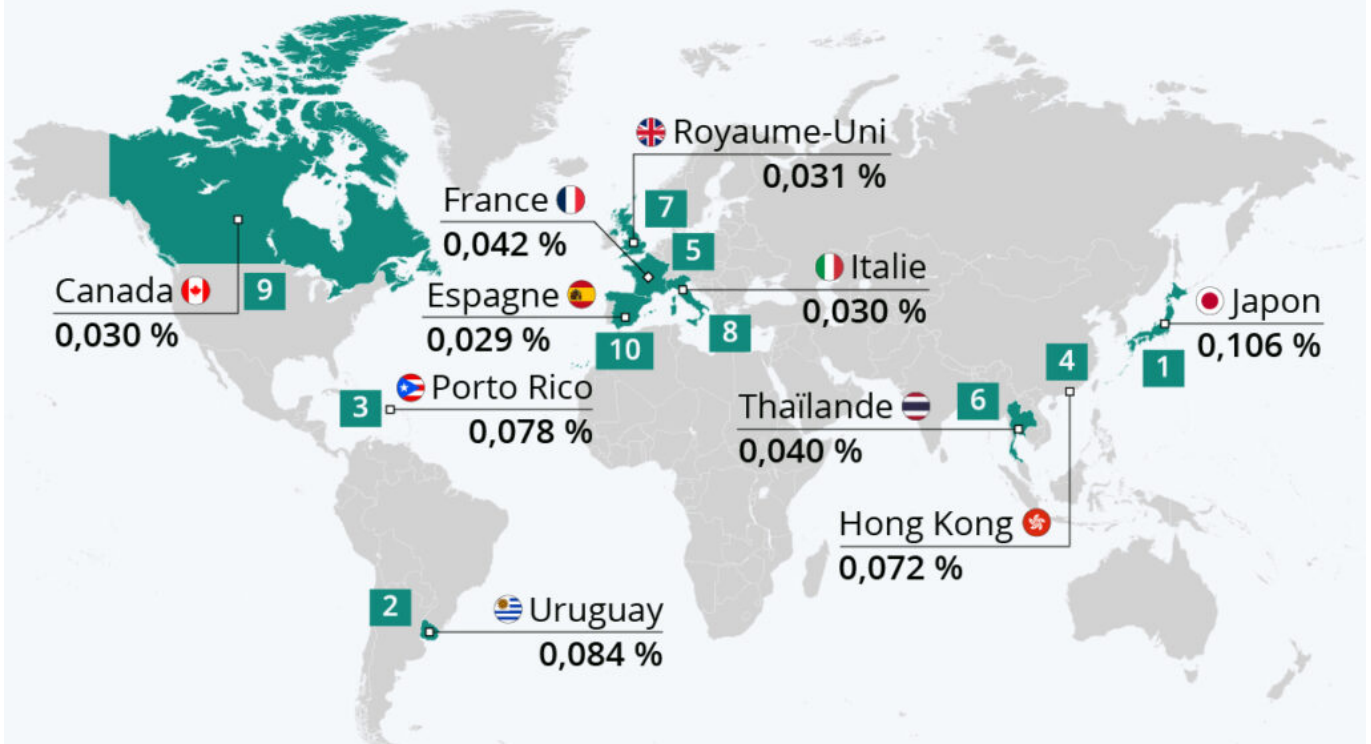 Royaume-Uni
0,031 %
7
France
0,042 %
5
Italie
0,030 %
8
Canada
0,030 %
9
Espagne
0,029 %
10
Japon
0,106 %
1
4
Porto Rico
0,078 %
3
Thaïlande
0,040 %
6
Hong Kong
0,072 %
2
Uruguay
0,084 %